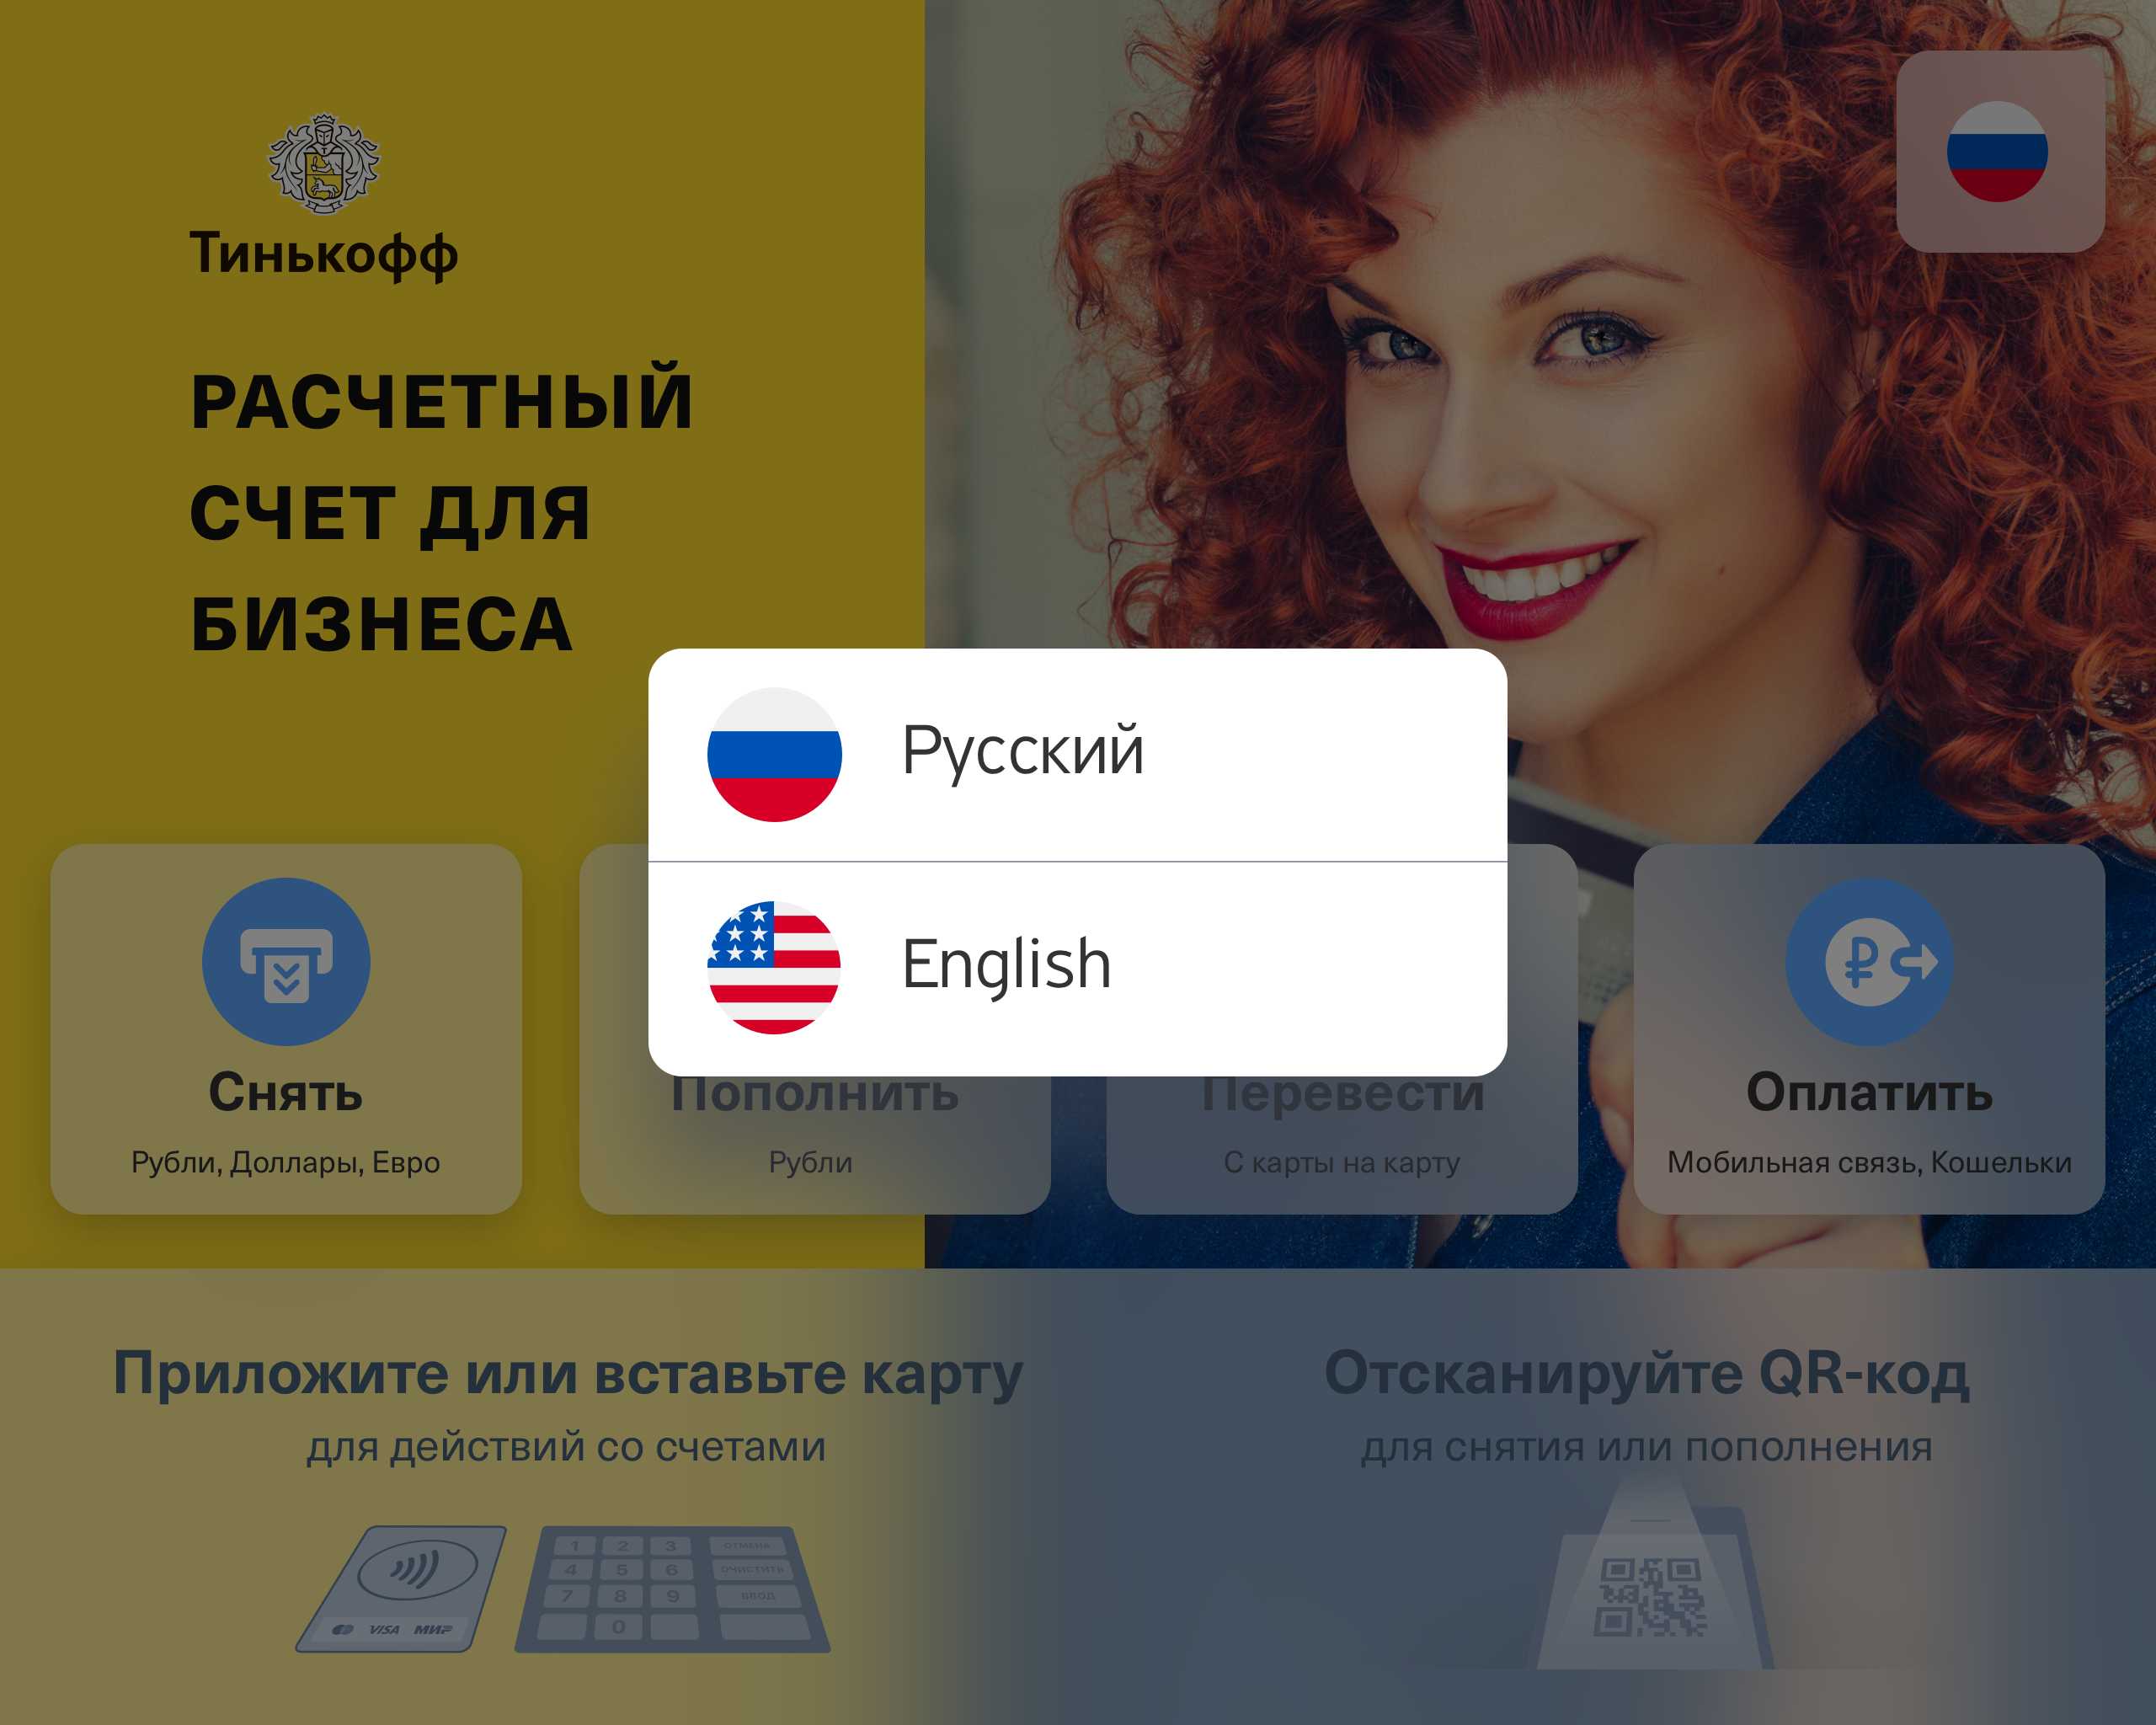 Тинькофф
РАСЧЕТНЫЙ
СЧЕТ ДЛЯ
БИЗНЕСА
Русский
English
Снять
Рубли, Доллары, Евро
Пополнить
Рубли
Перевести
С карты на карту
Оплатить
Мобильная связь, Кошельки
Приложите или вставьте карту
для действий со счетами
Отсканируйте QR-код
для снятия или пополнения
1 2 3 ОТМЕНА
4 5 6 ОЧИСТИТЬ
7 8 9 ВВОД
0
VISA МИР